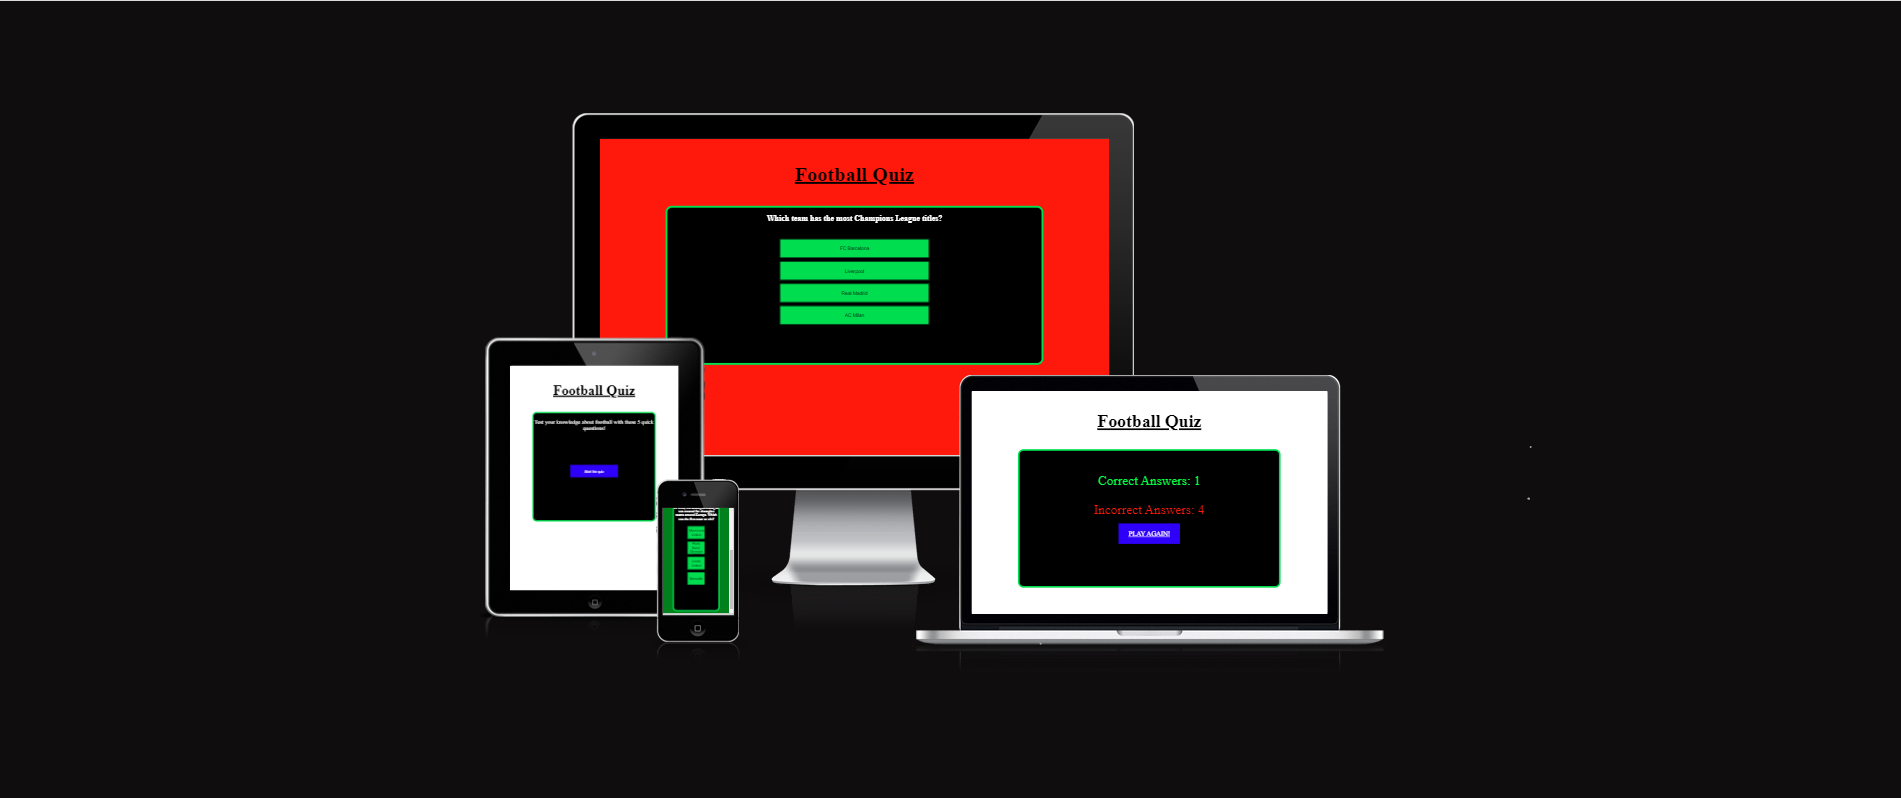 Football Quiz
Which team has the most Champions League titles?
FC Barcelona
Liverpool
Real Madrid
AC Milan
Football Quiz
Test your knowledge about football with these 5 quick
questions!
Start the quiz
Football Quiz
Correct Answers: 1
Incorrect Answers: 4
PLAY AGAIN!